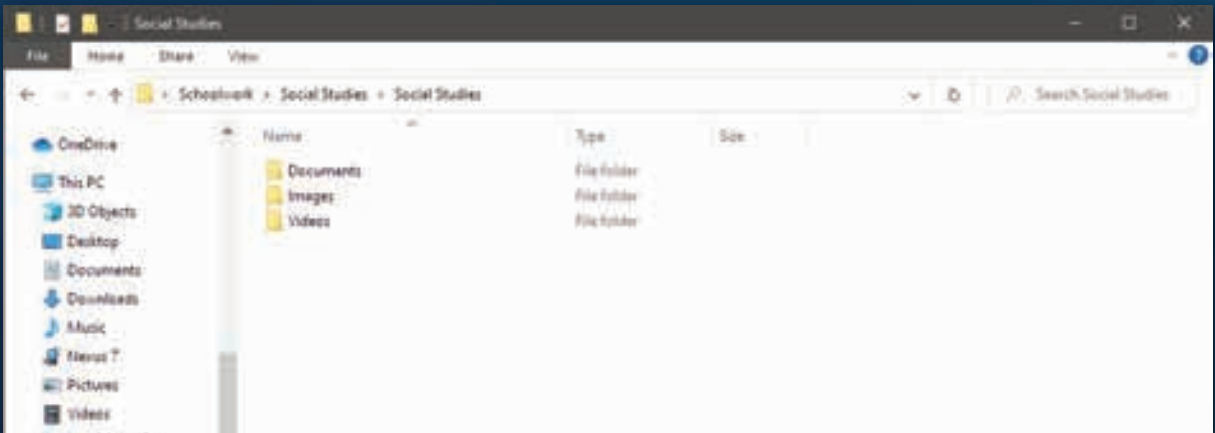 Social Studies
File Home Share View
Schoolwork › Social Studies › Social Studies
Search Social Studies
Name Type Size
OneDrive
This PC
3D Objects
Desktop
Documents
Downloads
Music
Nexus 7
Pictures
Videos
Documents File folder
Images File folder
Videos File folder